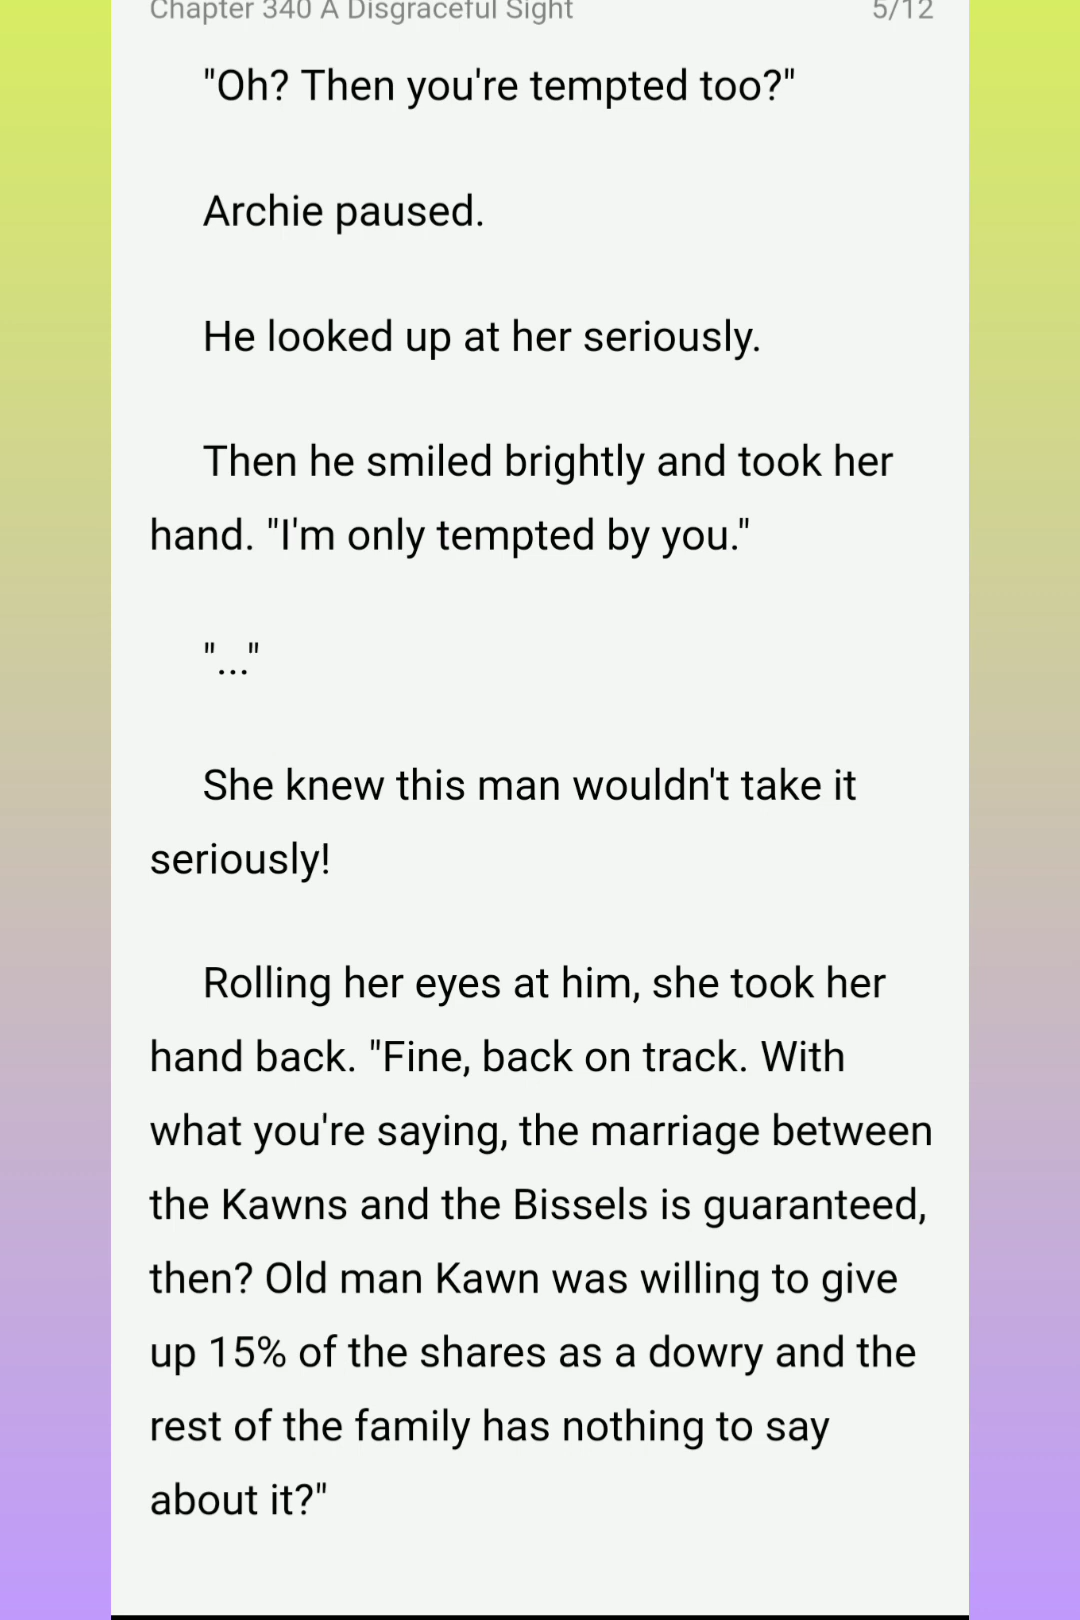 Chapter 340 A Disgraceful Sight 5/12
"Oh? Then you're tempted too?"
Archie paused.
He looked up at her seriously.
Then he smiled brightly and took her
hand. "I'm only tempted by you."
"..."
She knew this man wouldn't take it
seriously!
Rolling her eyes at him, she took her
hand back. "Fine, back on track. With
what you're saying, the marriage between
the Kawns and the Bissels is guaranteed,
then? Old man Kawn was willing to give
up 15% of the shares as a dowry and the
rest of the family has nothing to say
about it?"